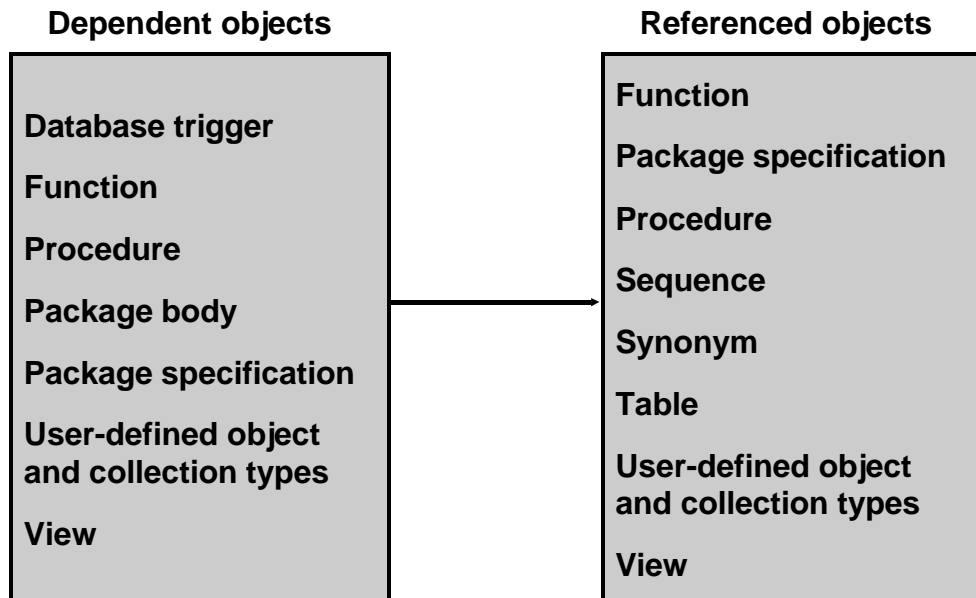 Dependent objects
Database trigger
Function
Procedure
Package body
Package specification
User-defined object
and collection types
View
Referenced objects
Function
Package specification
Procedure
Sequence
Synonym
Table
User-defined object
and collection types
View